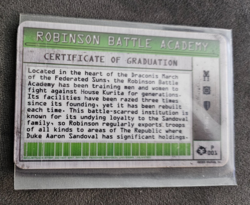 ROBINSON BATTLE ACADEMY
CERTIFICATE OF GRADUATION
Located in the heart of the Draconis March
of the Federated Suns, the Robinson Battle
Academy has been training men and women to
fight against House Kurita for generations.
Its facilities have been razed three times
since its founding, yet it has been rebuilt
each time. This battle-scarred institution is
known for its undying loyalty to the Sandoval
family, so Robinson regularly exports troops
of all kinds to areas of The Republic where
Duke Aaron Sandoval has significant holdings.